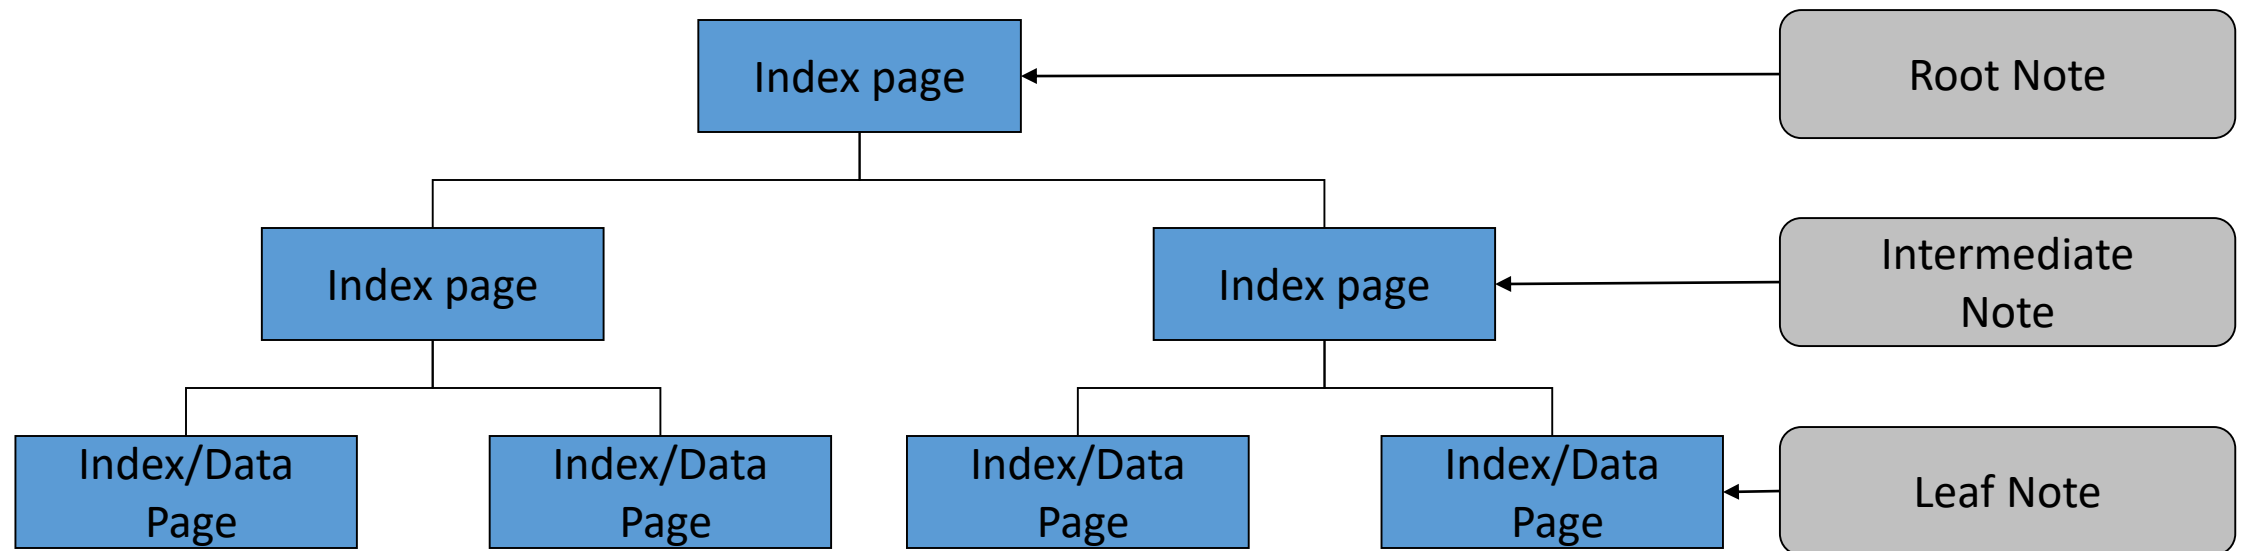 Index page
Root Note
Index page
Index page
Intermediate
Note
Index/Data
Page
Index/Data
Page
Index/Data
Page
Index/Data
Page
Leaf Note